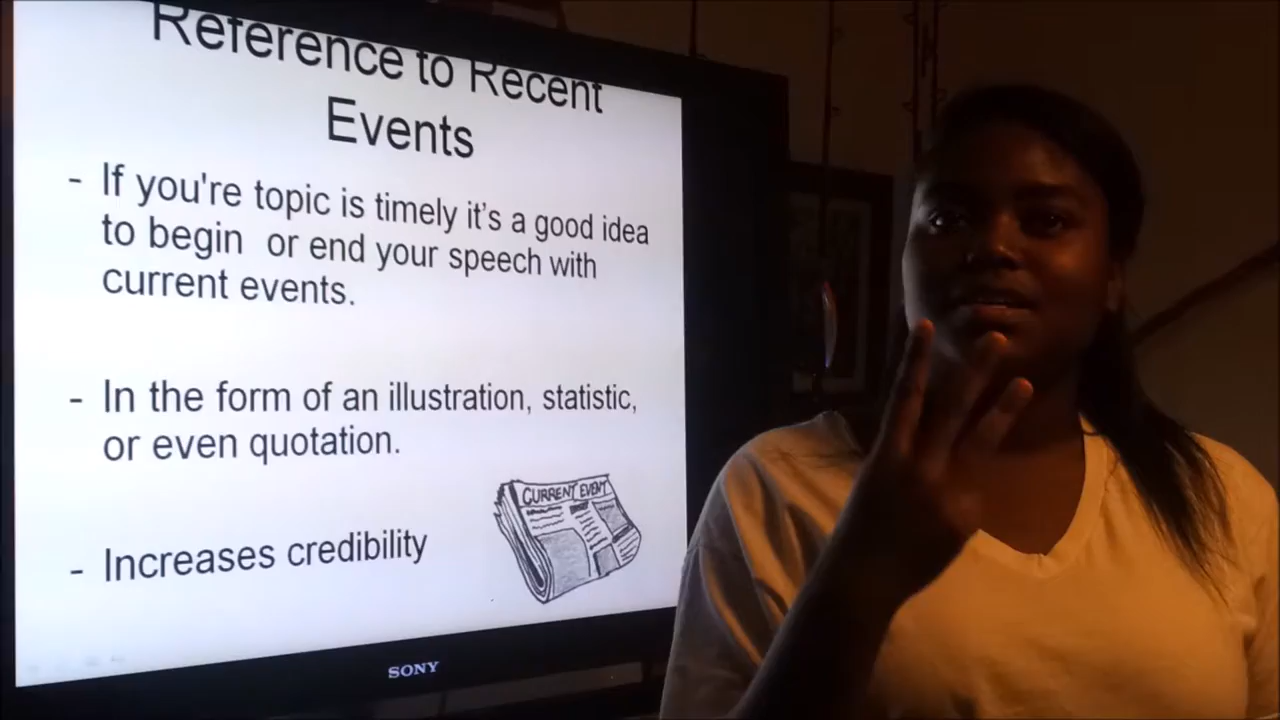 Reference to Recent
Events
- If you're topic is timely it's a good idea
to begin or end your speech with
current events.
- In the form of an illustration, statistic,
or even quotation.
CURRENT EVENT
- Increases credibility
SONY